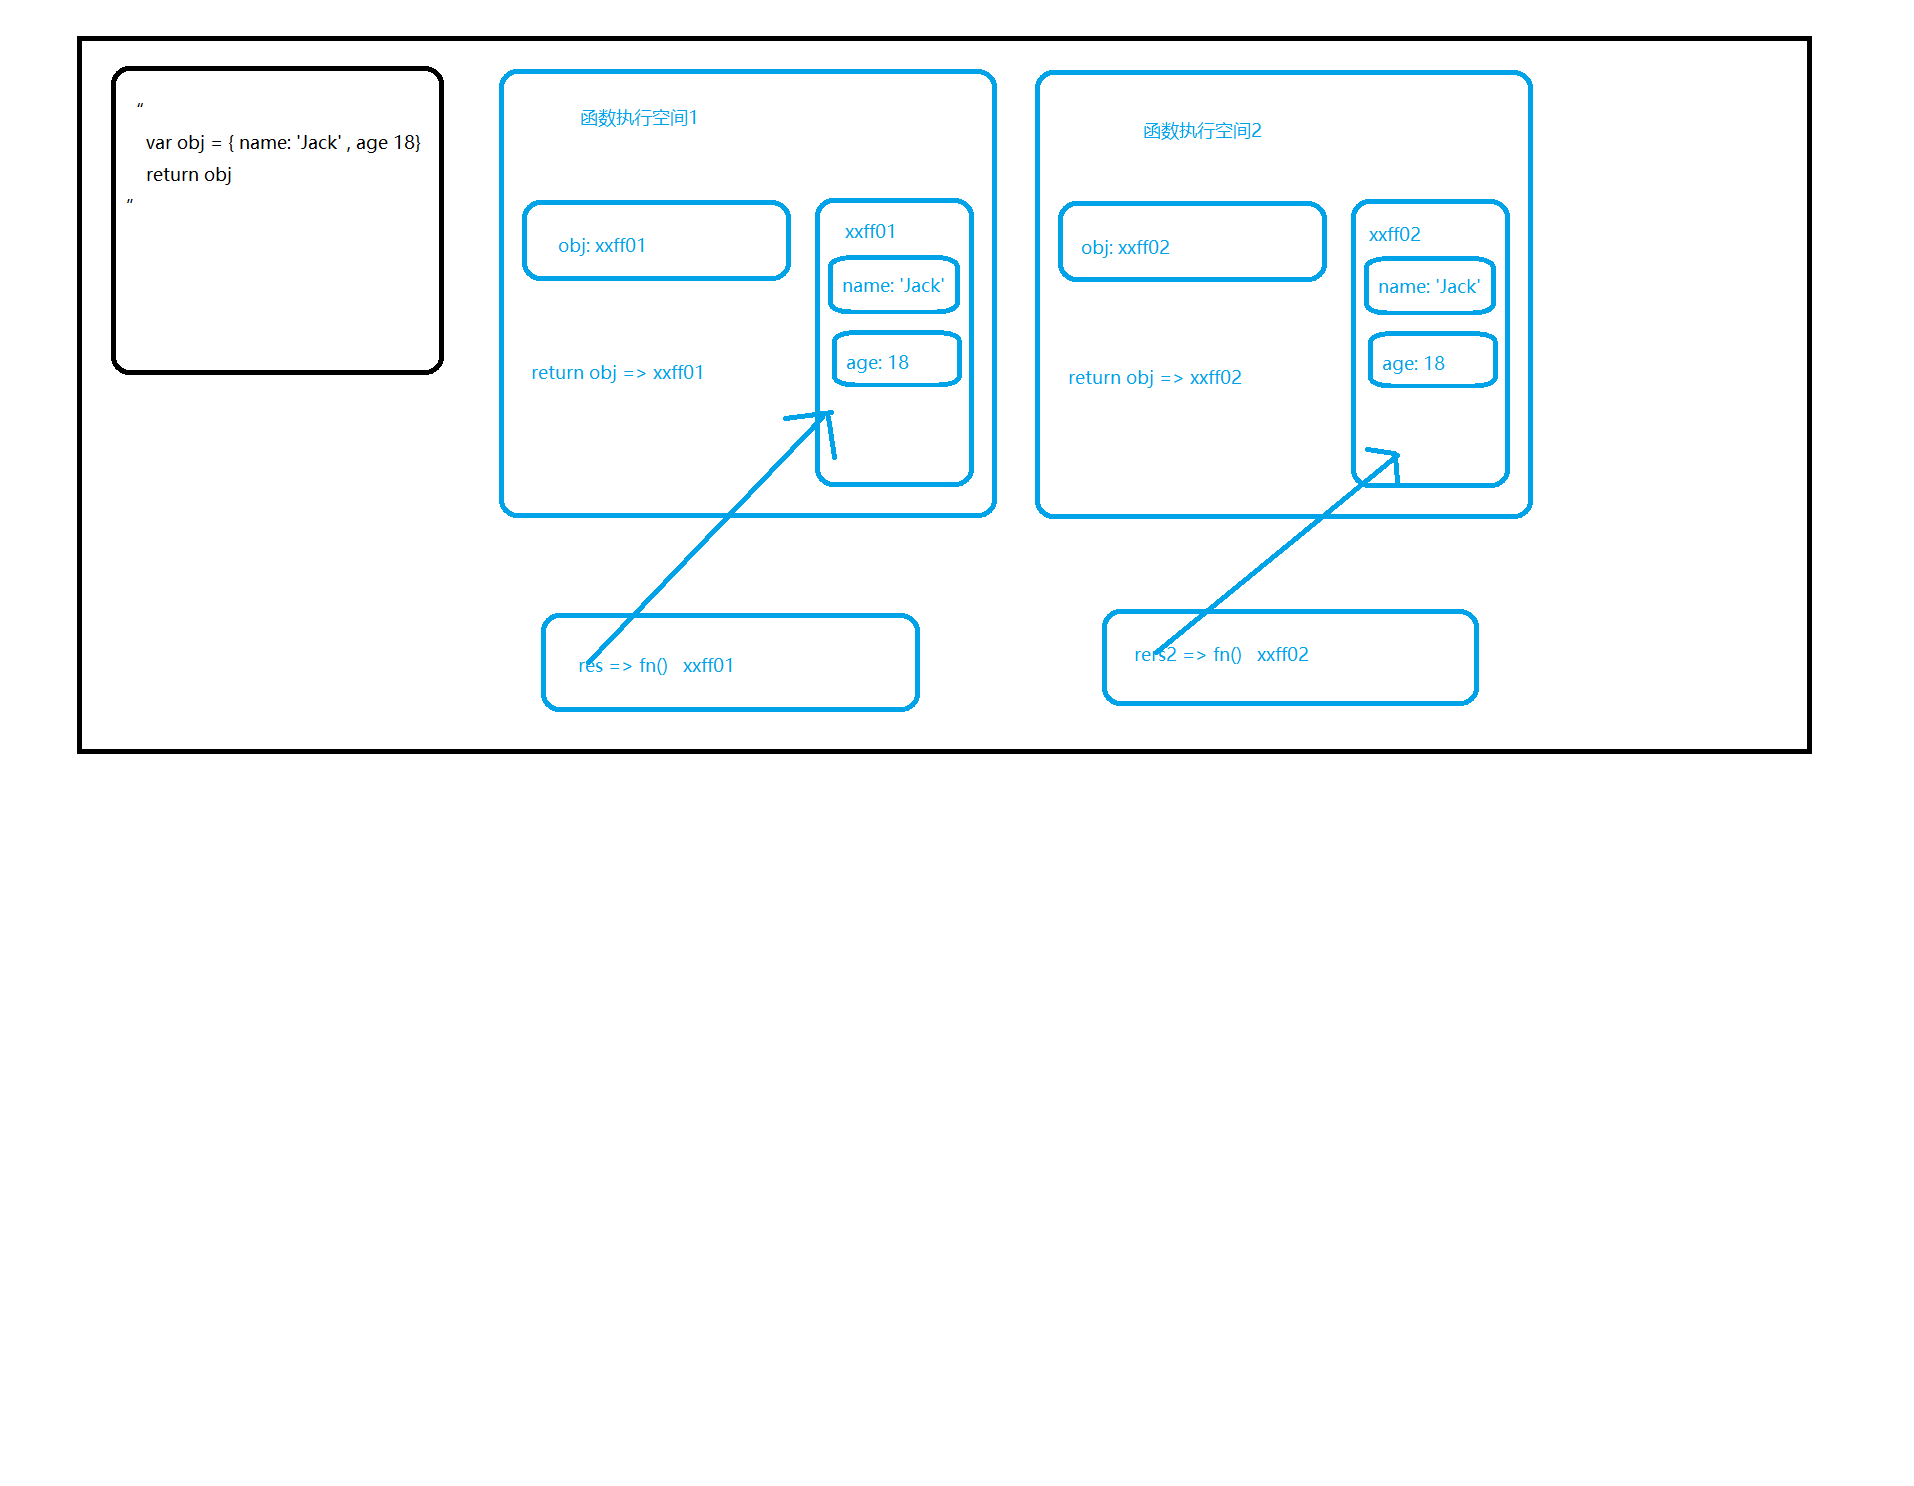 “
var obj = { name: 'Jack' , age 18}
return obj
“
函数执行空间1
obj: xxff01
xxff01
name: 'Jack'
age: 18
return obj => xxff01
函数执行空间2
obj: xxff02
xxff02
name: 'Jack'
age: 18
return obj => xxff02
res => fn()   xxff01
rers2 => fn()   xxff02